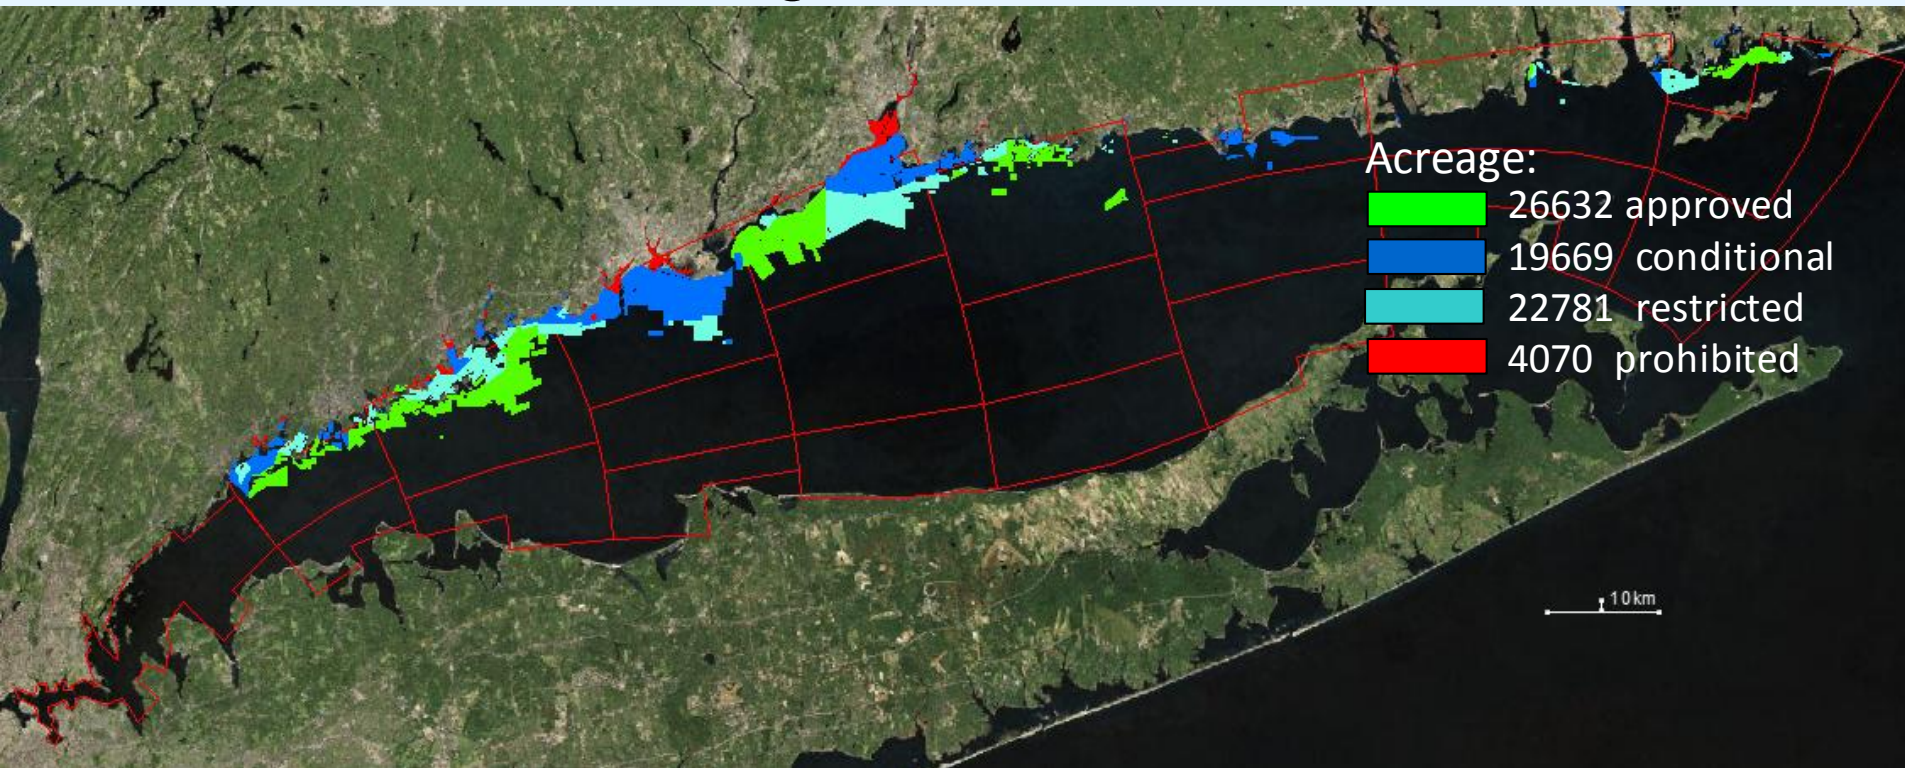 Acreage:
26632 approved
19669 conditional
22781 restricted
4070 prohibited
10km